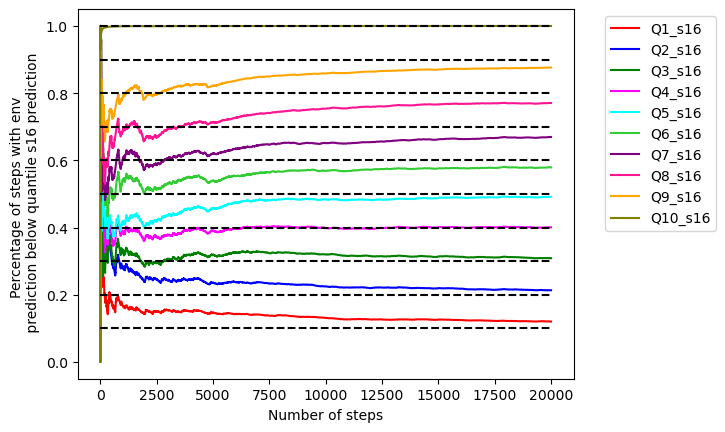 1.0
0.8
0.6
0.4
0.2
0.0
Percentage of steps with env
prediction below quantile s16 prediction
0
2500
5000
7500
10000
12500
15000
17500
20000
Number of steps
Q1_s16
Q2_s16
Q3_s16
Q4_s16
Q5_s16
Q6_s16
Q7_s16
Q8_s16
Q9_s16
Q10_s16